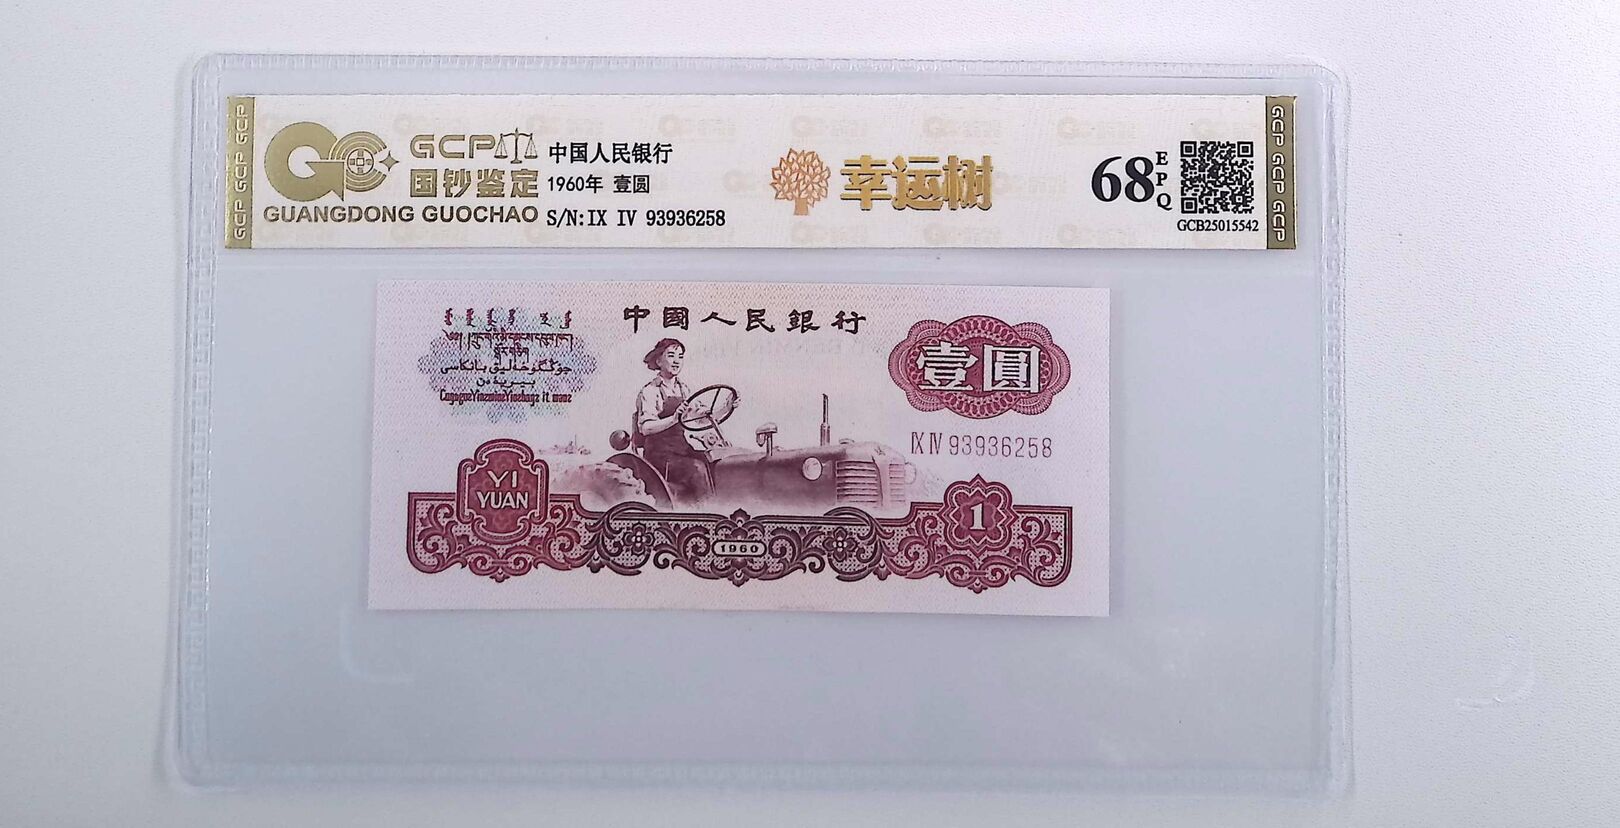 GCP
国钞鉴定
GUANGDONG GUOCHAO
中国人民银行
1960年 壹圆
S/N:IX IV 93936258
幸运树
68
EPQ
GCB25015542
GCP GCP GCP
GCP GCP GCP
中國人民銀行
壹圓
IX IV 93936258
YI
YUAN
1960
1